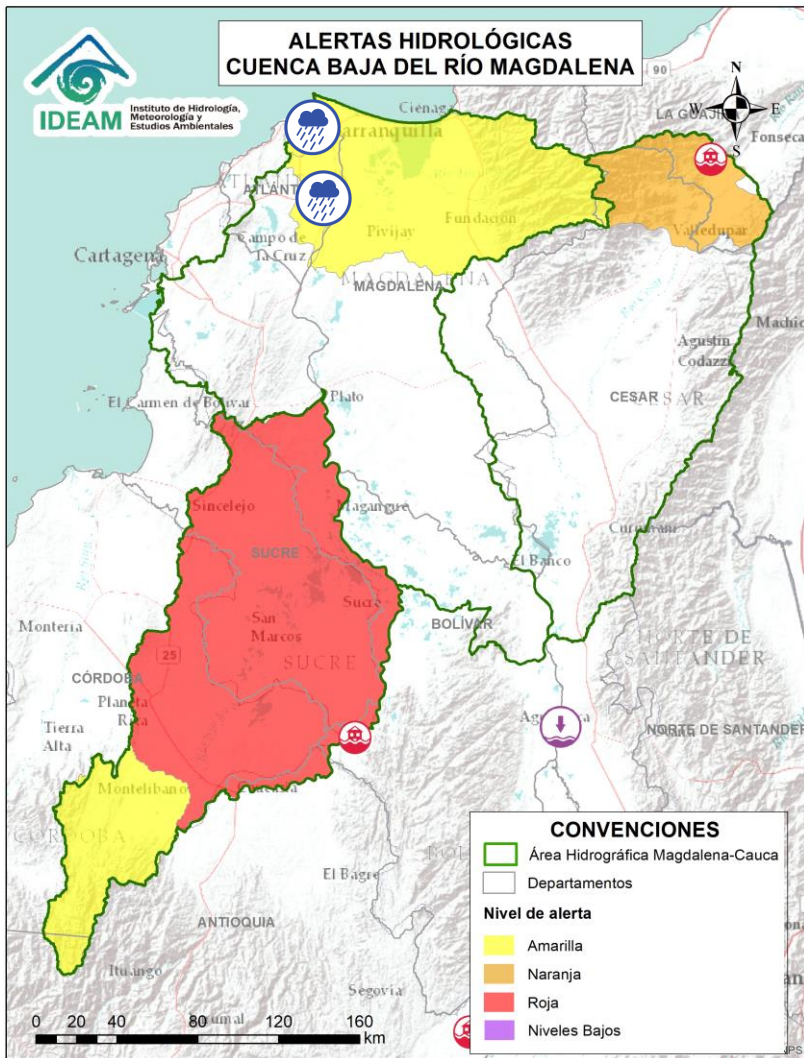 ALERTAS HIDROLÓGICAS
CUENCA BAJA DEL RÍO MAGDALENA
IDEAM
Instituto de Hidrología,
Meteorología y
Estudios Ambientales
N
W
E
S
90
Ciénaga
LA GUAJIRA
Fonseca
Valledupar
Pivijay
Fundación
Campo de
la Cruz
Cartagena
MAGDALENA
MAGDALENA
Agustín
Codazzi
CESAR
CESAR
El Carmen de Bolívar
Plato
Sincelejo
Magangue
SUCRE
El Banco
Sucre
San
Marcos
BOLÍVAR
Montería
25
SUCRE
NORTE DE
SANTANDER
CÓRDOBA
Planeta
Rica
Tierra
Alta
NORTE DE SANTANDER
Montelíbano
CÓRDOBA
El Bagre
ANTIOQUIA
Ituango
Segovia
0 20 40 80 120 160
km
CONVENCIONES
Área Hidrográfica Magdalena-Cauca
Departamentos
Nivel de alerta
Amarilla
Naranja
Roja
Niveles Bajos